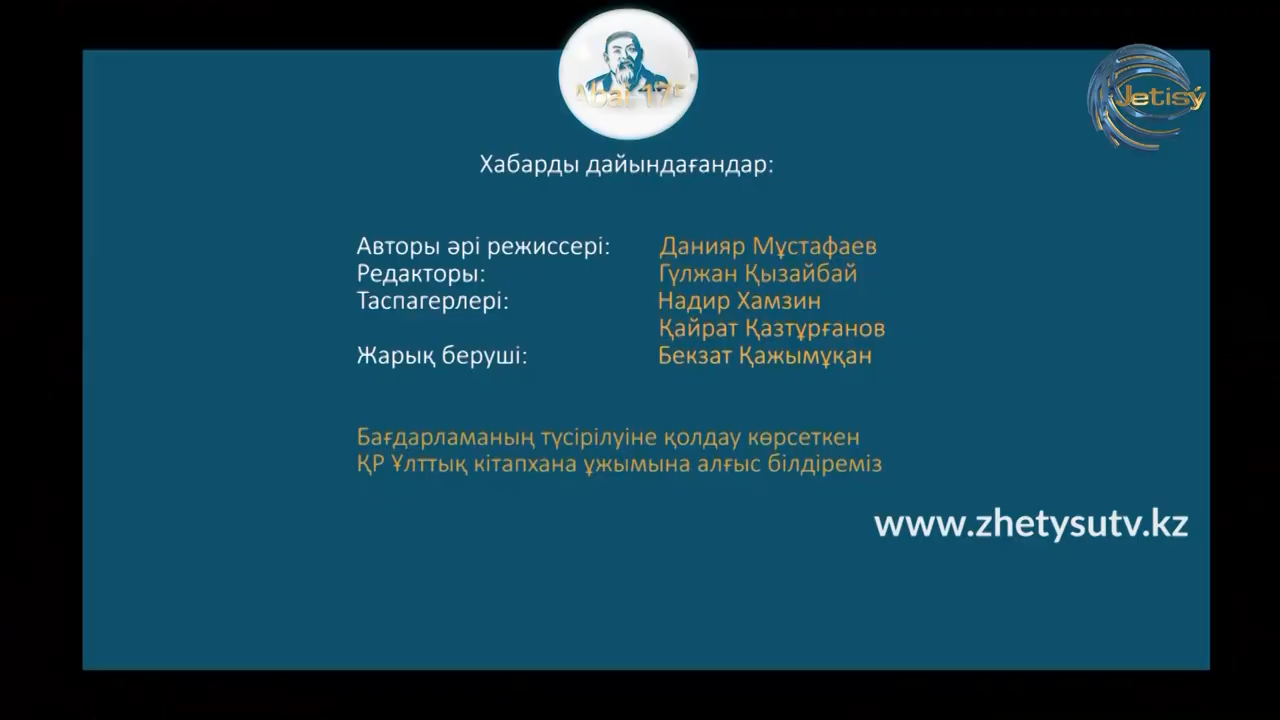 Abai 175
Jetisý
Хабарды дайындағандар:
Авторы әрі режиссері: Данияр Мұстафаев
Редакторы: Гүлжан Қызайбай
Таспагерлері: Надир Хамзин
Қайрат Қазтұрғанов
Жарық беруші: Бекзат Қажымұқан
Бағдарламаның түсірілуіне қолдау көрсеткен
ҚР Ұлттық кітапхана ұжымына алғыс білдіреміз
www.zhetysutv.kz